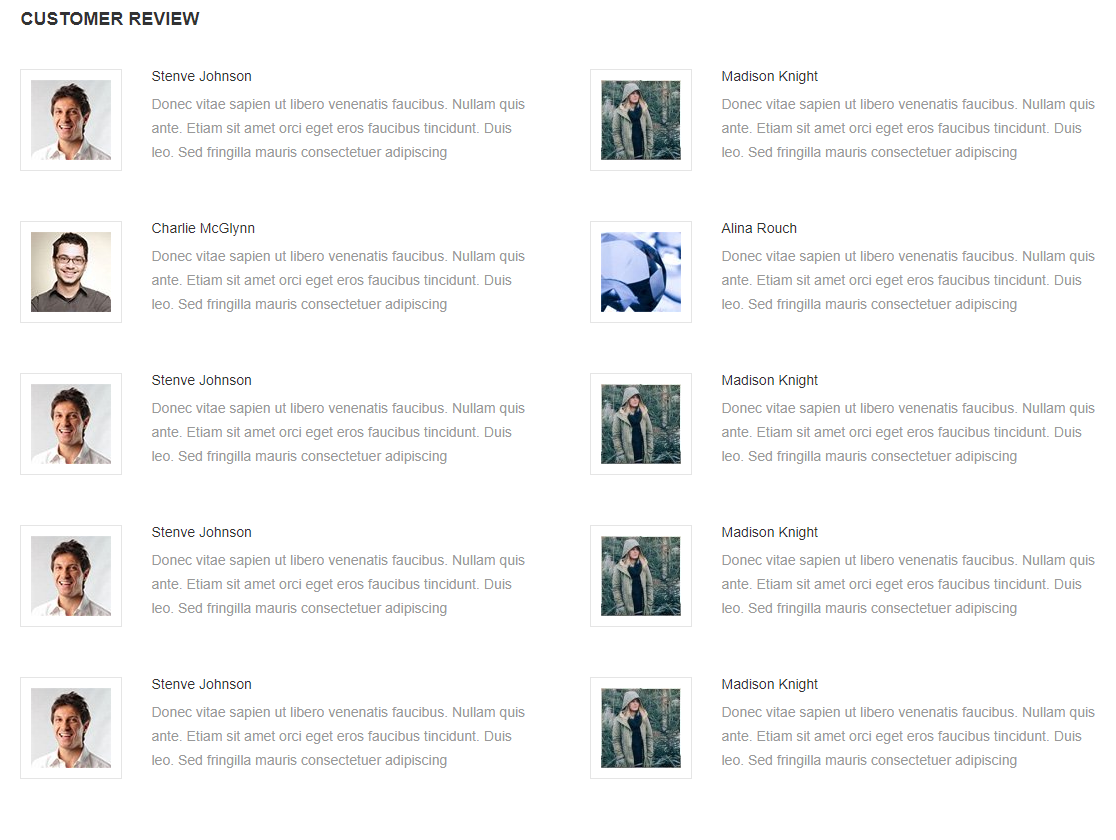 CUSTOMER REVIEW
Stenve Johnson
Donec vitae sapien ut libero venenatis faucibus. Nullam quis
ante. Etiam sit amet orci eget eros faucibus tincidunt. Duis
leo. Sed fringilla mauris consectetuer adipiscing
Madison Knight
Donec vitae sapien ut libero venenatis faucibus. Nullam quis
ante. Etiam sit amet orci eget eros faucibus tincidunt. Duis
leo. Sed fringilla mauris consectetuer adipiscing
Charlie McGlynn
Donec vitae sapien ut libero venenatis faucibus. Nullam quis
ante. Etiam sit amet orci eget eros faucibus tincidunt. Duis
leo. Sed fringilla mauris consectetuer adipiscing
Alina Rouch
Donec vitae sapien ut libero venenatis faucibus. Nullam quis
ante. Etiam sit amet orci eget eros faucibus tincidunt. Duis
leo. Sed fringilla mauris consectetuer adipiscing
Stenve Johnson
Donec vitae sapien ut libero venenatis faucibus. Nullam quis
ante. Etiam sit amet orci eget eros faucibus tincidunt. Duis
leo. Sed fringilla mauris consectetuer adipiscing
Madison Knight
Donec vitae sapien ut libero venenatis faucibus. Nullam quis
ante. Etiam sit amet orci eget eros faucibus tincidunt. Duis
leo. Sed fringilla mauris consectetuer adipiscing
Stenve Johnson
Donec vitae sapien ut libero venenatis faucibus. Nullam quis
ante. Etiam sit amet orci eget eros faucibus tincidunt. Duis
leo. Sed fringilla mauris consectetuer adipiscing
Madison Knight
Donec vitae sapien ut libero venenatis faucibus. Nullam quis
ante. Etiam sit amet orci eget eros faucibus tincidunt. Duis
leo. Sed fringilla mauris consectetuer adipiscing
Stenve Johnson
Donec vitae sapien ut libero venenatis faucibus. Nullam quis
ante. Etiam sit amet orci eget eros faucibus tincidunt. Duis
leo. Sed fringilla mauris consectetuer adipiscing
Madison Knight
Donec vitae sapien ut libero venenatis faucibus. Nullam quis
ante. Etiam sit amet orci eget eros faucibus tincidunt. Duis
leo. Sed fringilla mauris consectetuer adipiscing